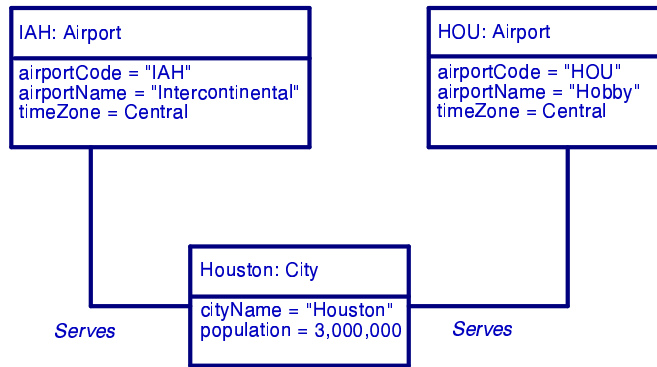 IAH: Airport
airportCode = "IAH"
airportName = "Intercontinental"
timeZone = Central
HOU: Airport
airportCode = "HOU"
airportName = "Hobby"
timeZone = Central
Houston: City
cityName = "Houston"
population = 3,000,000
Serves
Serves